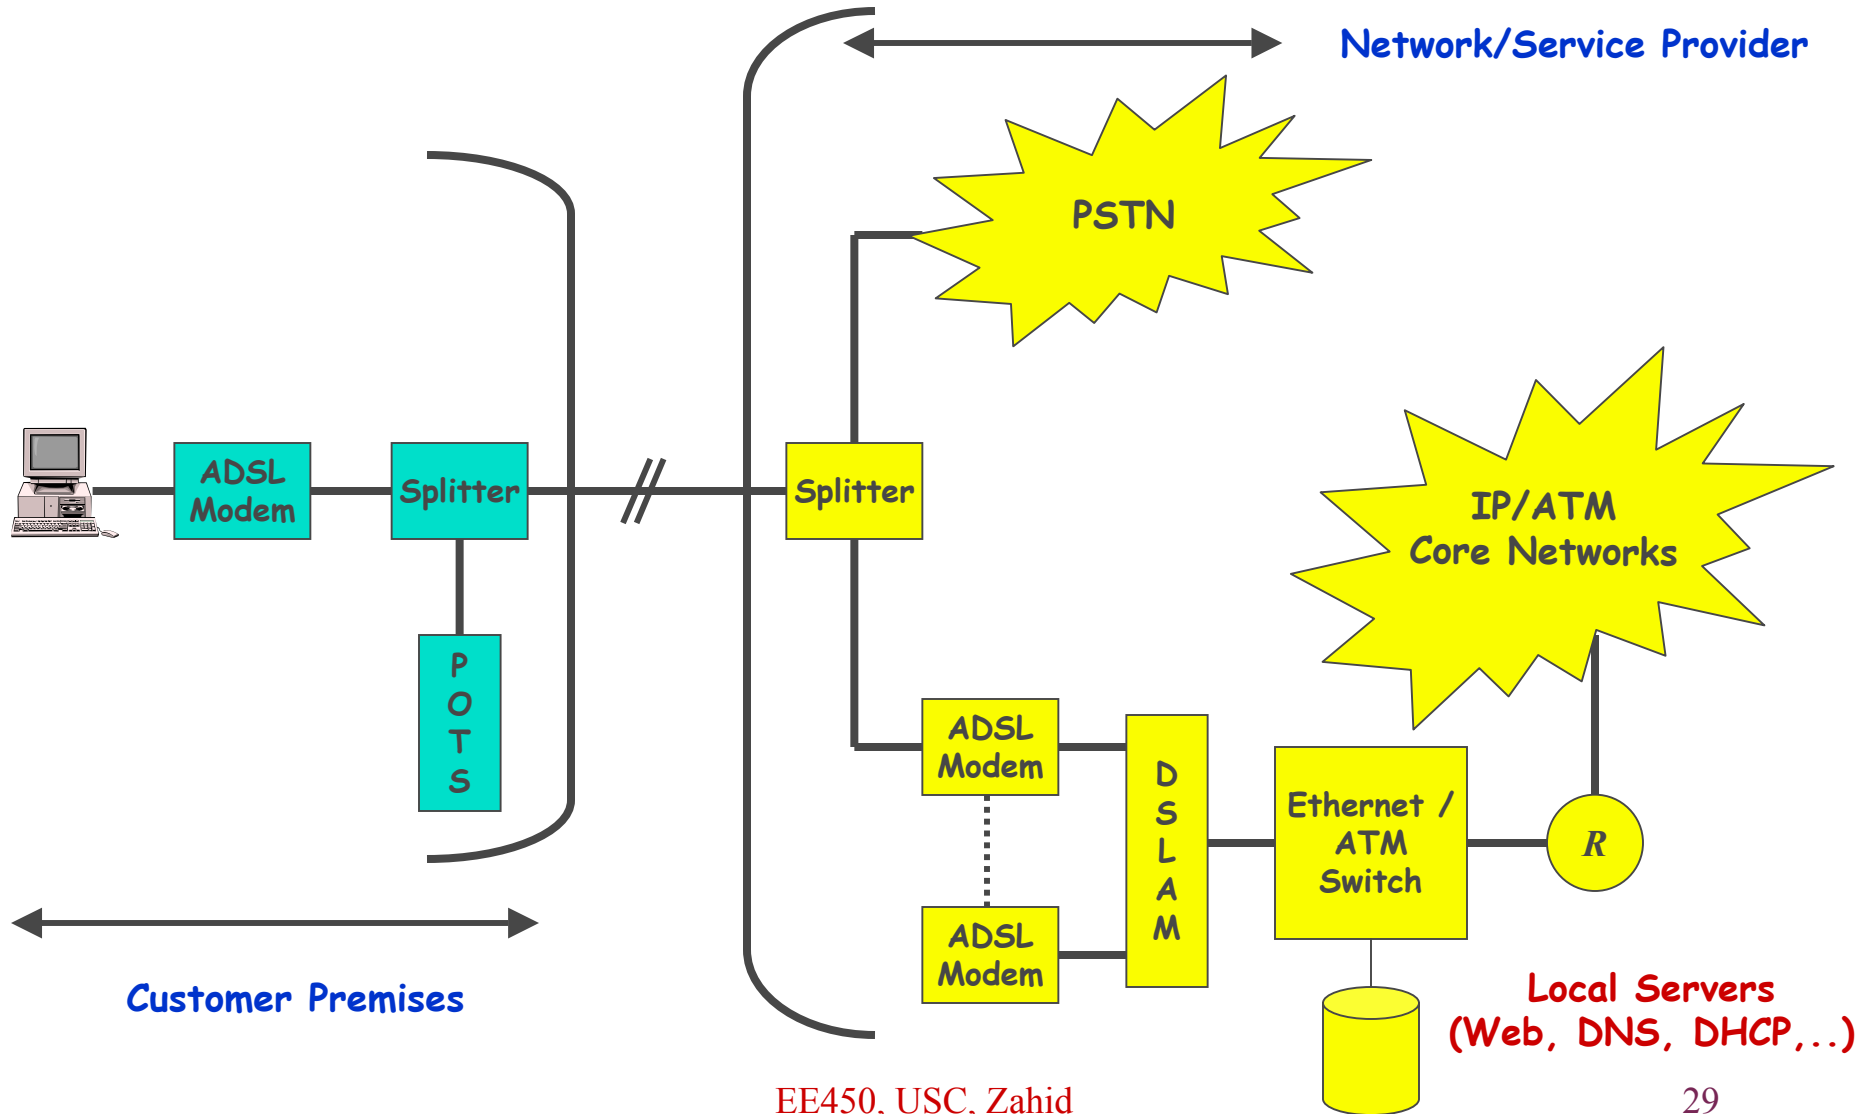 Network/Service Provider
PSTN
ADSL
Modem
Splitter
Splitter
IP/ATM
Core Networks
P
O
T
S
ADSL
Modem
D
S
L
A
M
Ethernet /
ATM
Switch
R
ADSL
Modem
Customer Premises
Local Servers
(Web, DNS, DHCP,..)
EE450, USC, Zahid
29